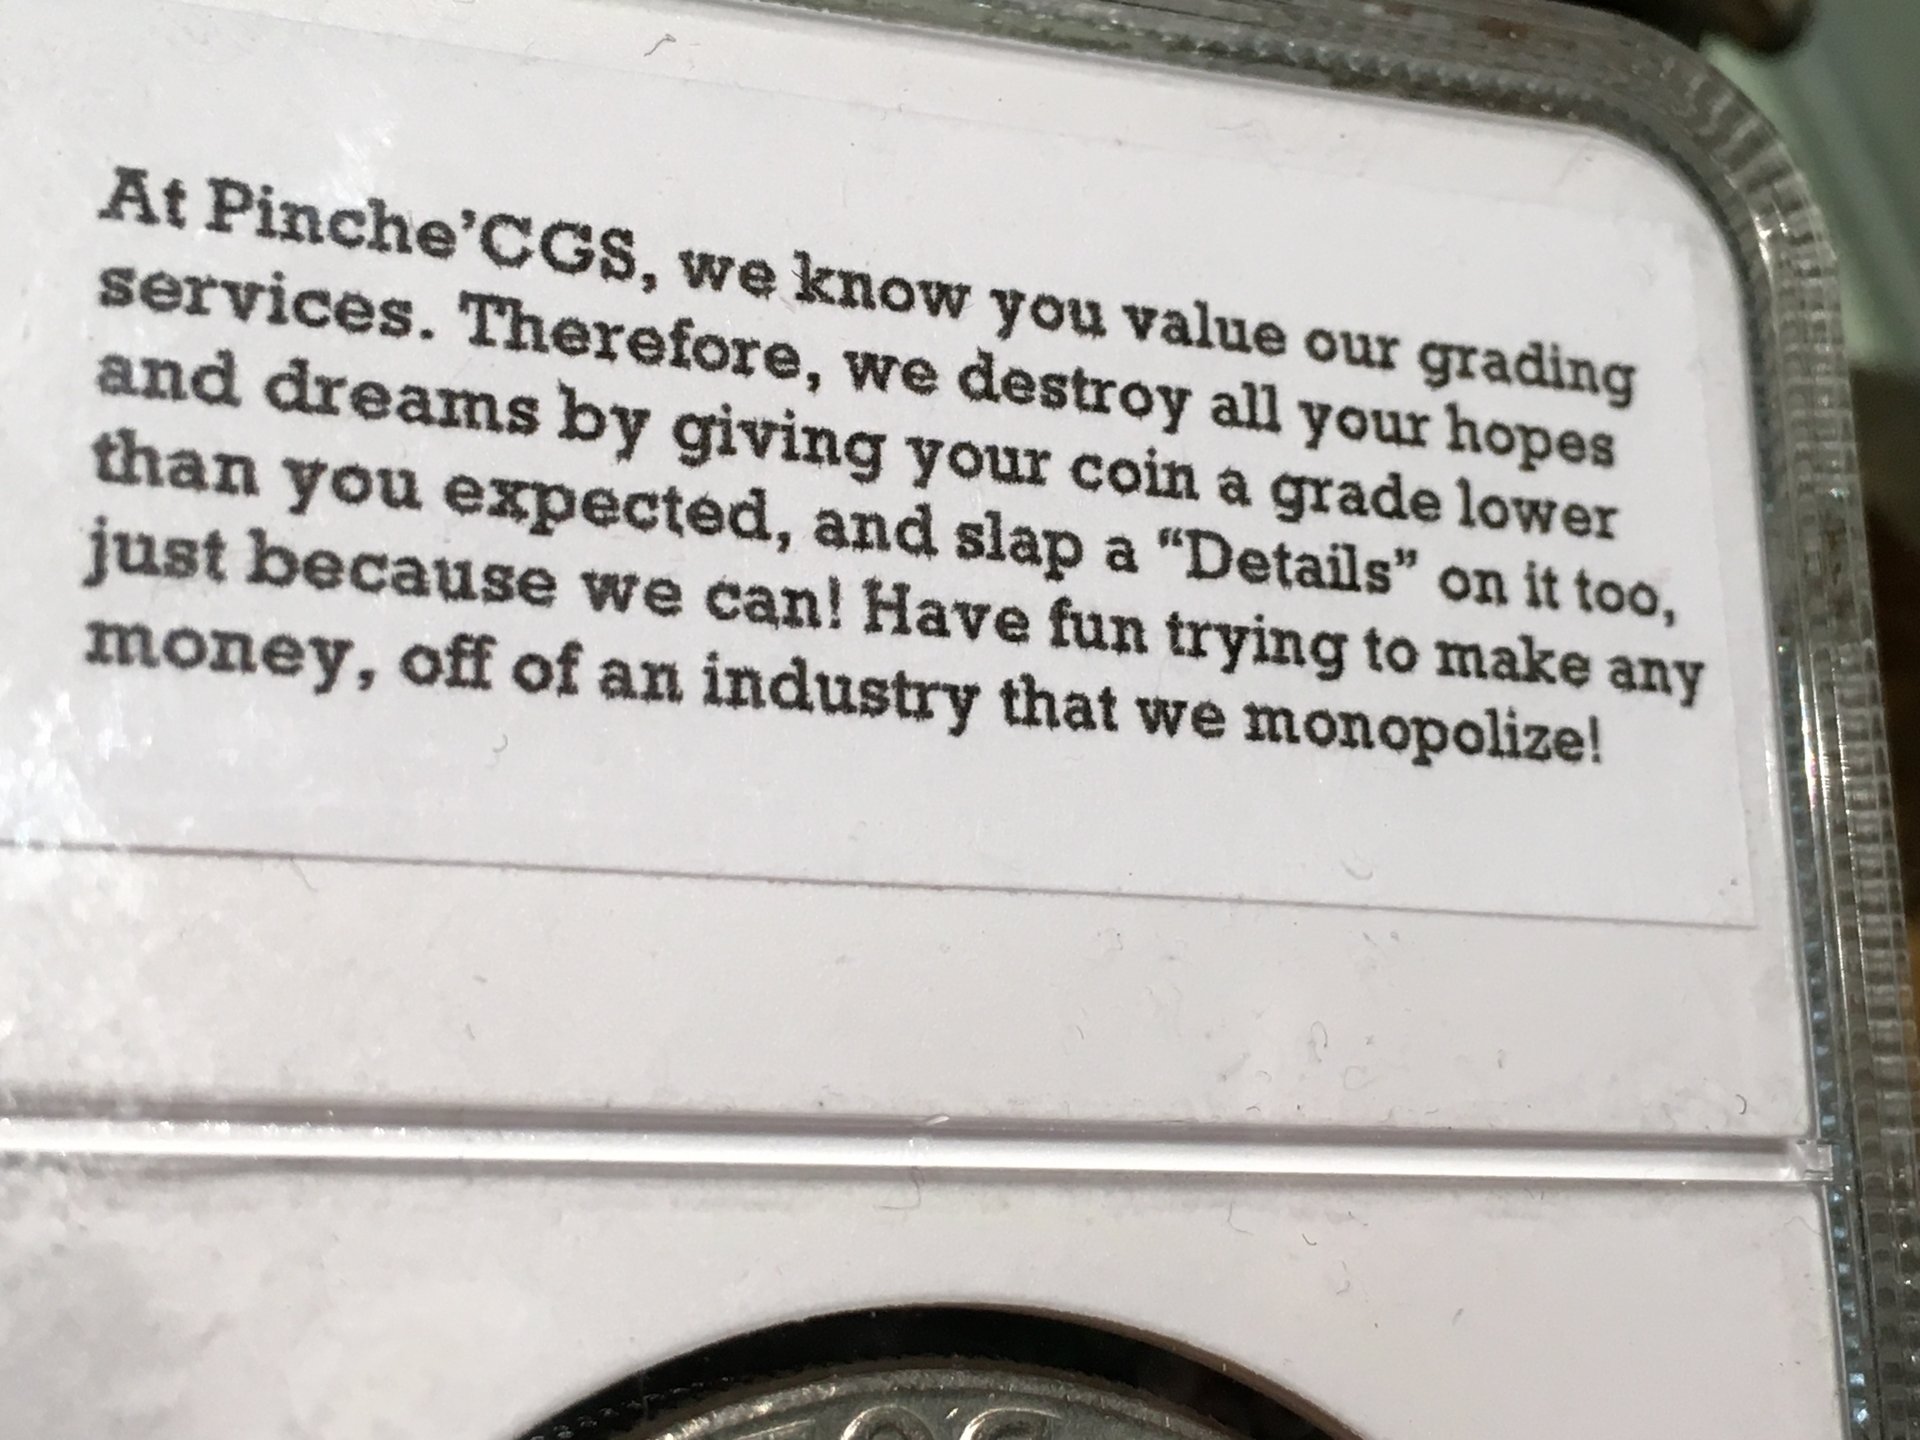 At Pinche’CGS, we know you value our grading
services. Therefore, we destroy all your hopes
and dreams by giving your coin a grade lower
than you expected, and slap a “Details” on it too,
just because we can! Have fun trying to make any
money, off of an industry that we monopolize!